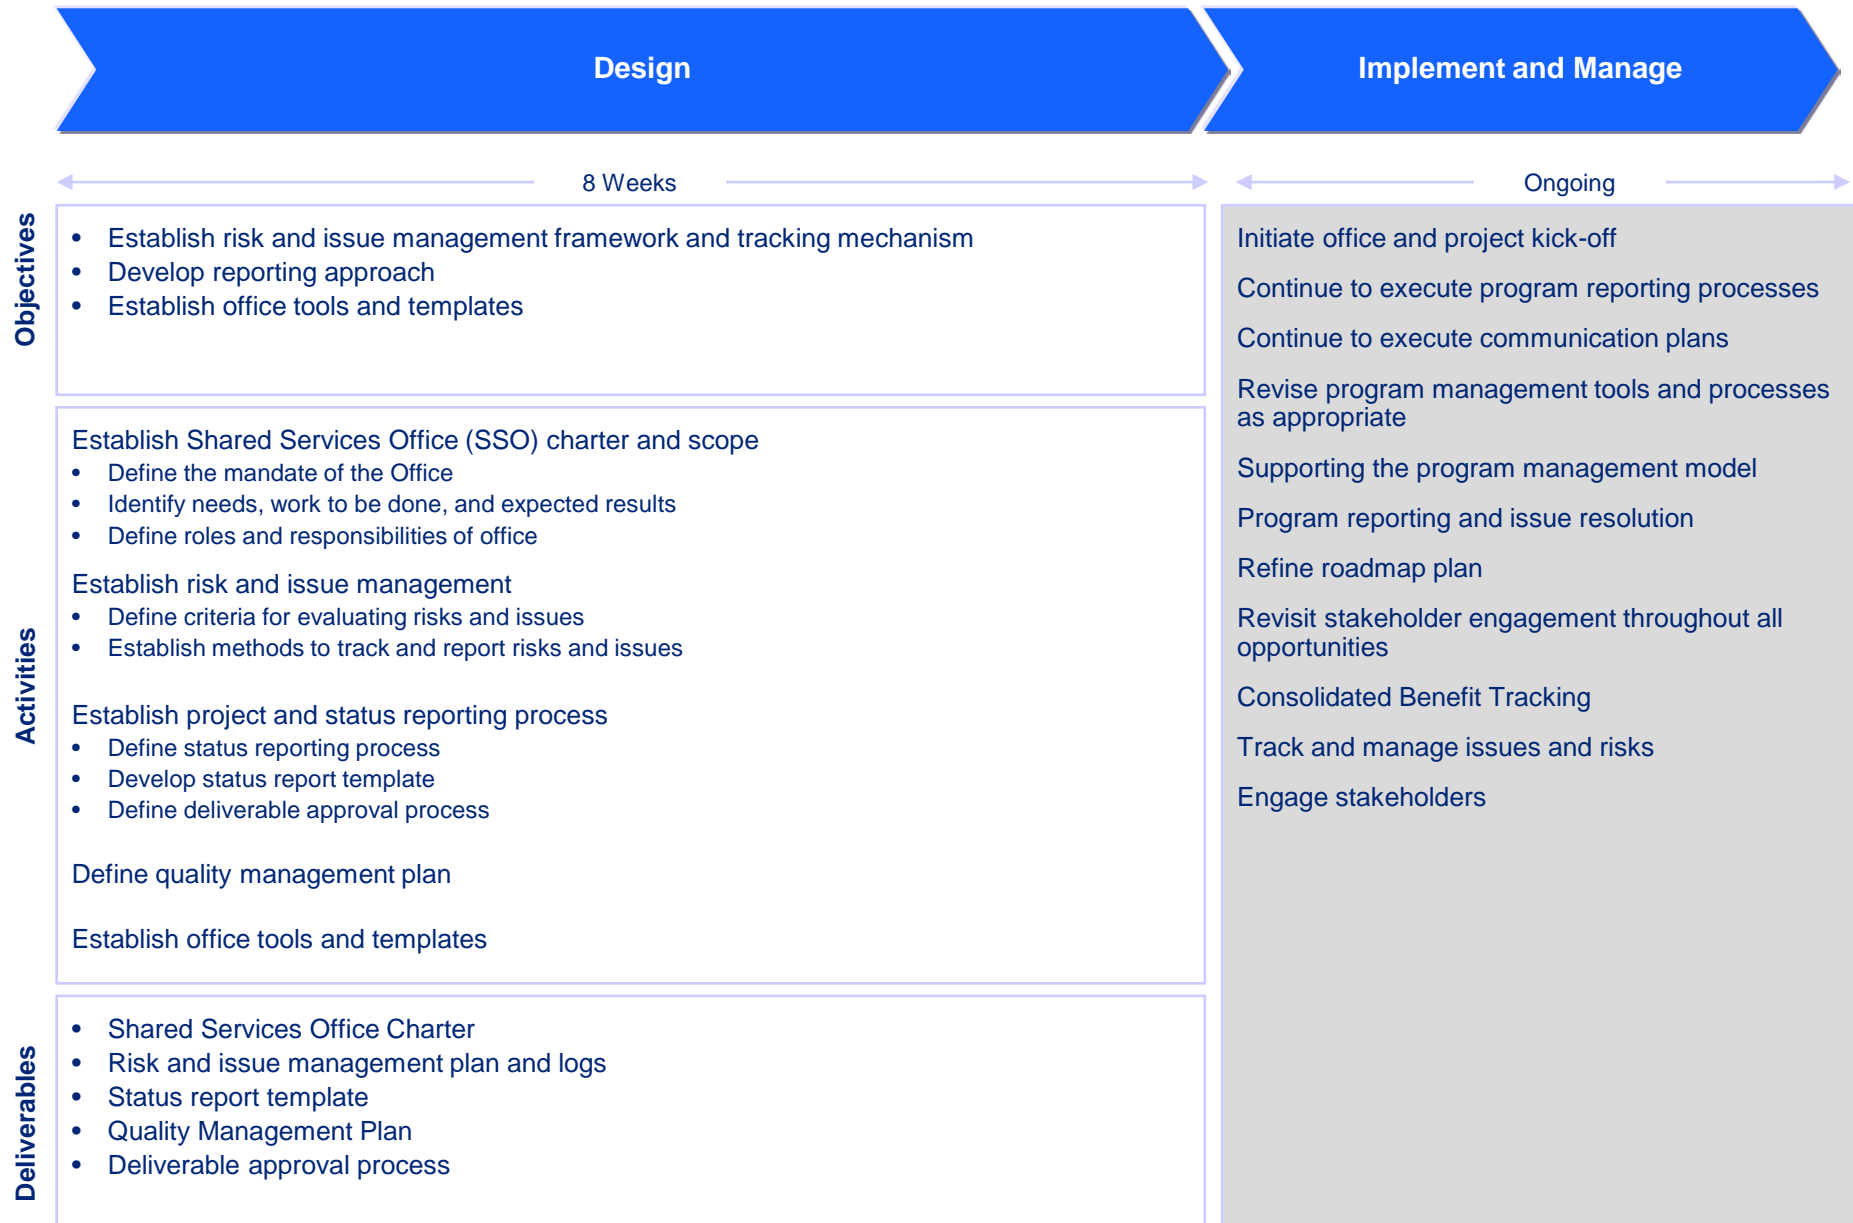 Design
Implement and Manage
8 Weeks
Ongoing
Objectives
• Establish risk and issue management framework and tracking mechanism
• Develop reporting approach
• Establish office tools and templates
Activities
Establish Shared Services Office (SSO) charter and scope
• Define the mandate of the Office
• Identify needs, work to be done, and expected results
• Define roles and responsibilities of office
Establish risk and issue management
• Define criteria for evaluating risks and issues
• Establish methods to track and report risks and issues
Establish project and status reporting process
• Define status reporting process
• Develop status report template
• Define deliverable approval process
Define quality management plan
Establish office tools and templates
Deliverables
• Shared Services Office Charter
• Risk and issue management plan and logs
• Status report template
• Quality Management Plan
• Deliverable approval process
Initiate office and project kick-off
Continue to execute program reporting processes
Continue to execute communication plans
Revise program management tools and processes
as appropriate
Supporting the program management model
Program reporting and issue resolution
Refine roadmap plan
Revisit stakeholder engagement throughout all
opportunities
Consolidated Benefit Tracking
Track and manage issues and risks
Engage stakeholders